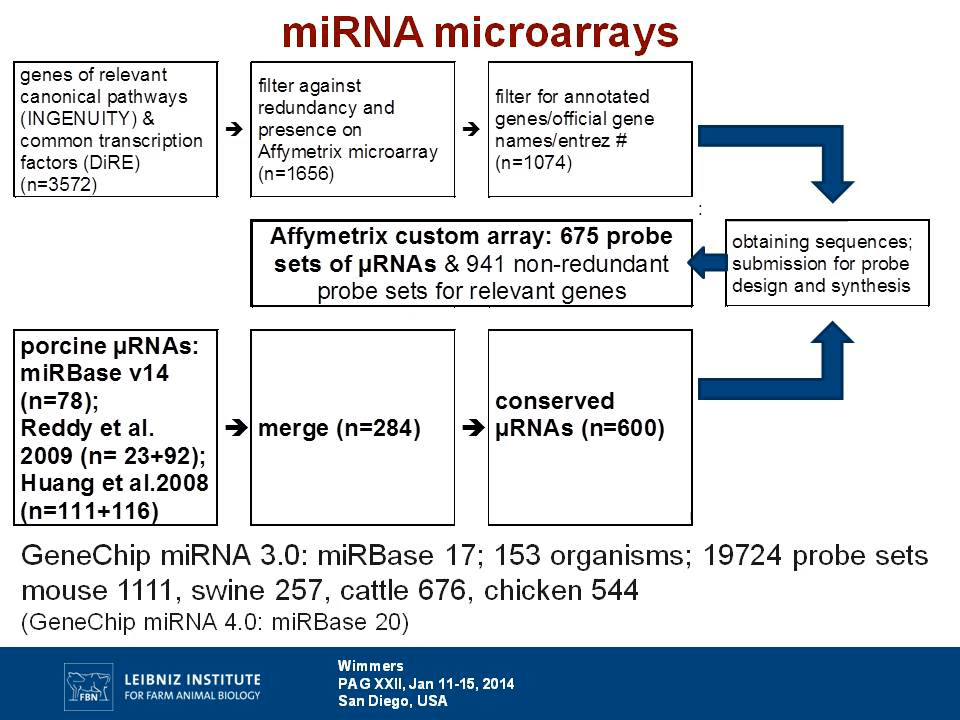 miRNA microarrays
genes of relevant
canonical pathways
(INGENUITY) &
common transcription
factors (DiRE)
(n=3572)
➔
filter against
redundancy and
presence on
Affymetrix microarray
(n=1656)
➔
filter for annotated
genes/official gene
names/entrez #
(n=1074)
:
Affymetrix custom array: 675 probe
sets of µRNAs & 941 non-redundant
probe sets for relevant genes
obtaining sequences;
submission for probe
design and synthesis
porcine µRNAs:
miRBase v14
(n=78);
Reddy et al.
2009 (n= 23+92);
Huang et al.2008
(n=111+116)
➔
merge (n=284)
➔
conserved
µRNAs (n=600)
GeneChip miRNA 3.0: miRBase 17; 153 organisms; 19724 probe sets
mouse 1111, swine 257, cattle 676, chicken 544
(GeneChip miRNA 4.0: miRBase 20)
FBN
LEIBNIZ INSTITUTE
FOR FARM ANIMAL BIOLOGY
Wimmers
PAG XXII, Jan 11-15, 2014
San Diego, USA